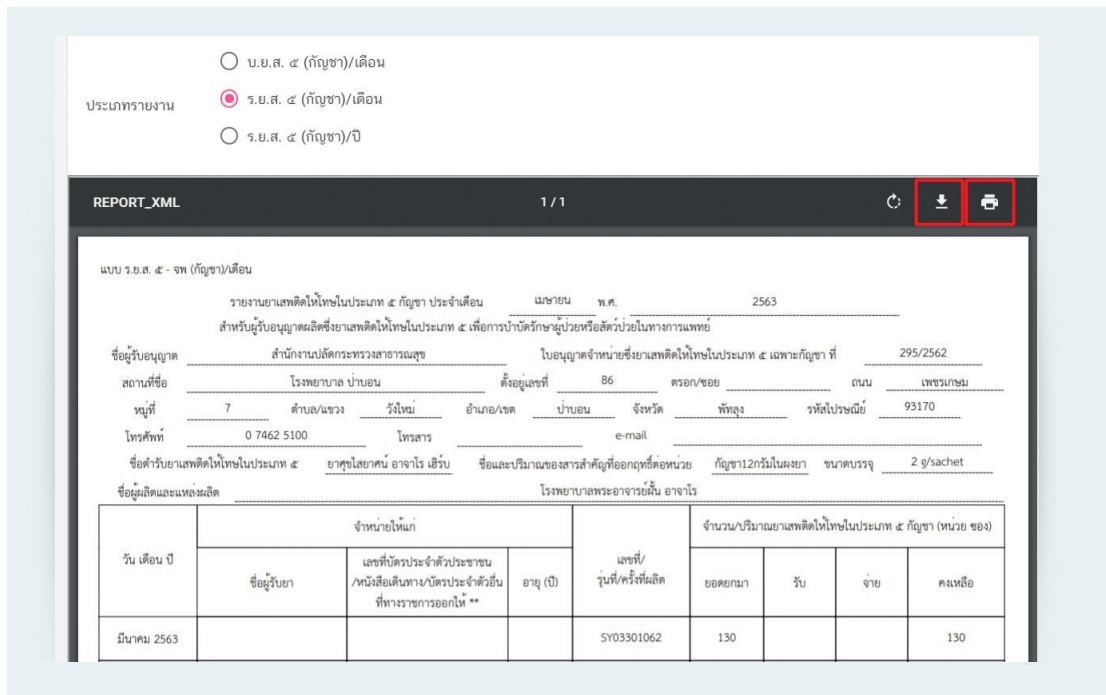 บ.ย.ส. ๕ (กัญชา)/เดือน
ประเภทรายงาน ร.ย.ส. ๕ (กัญชา)/เดือน
ร.ย.ส. ๕ (กัญชา)/ปี
REPORT_XML 1 / 1
แบบ ร.ย.ส. ๕ - จพ (กัญชา)/เดือน
รายงานยาเสพติดให้โทษในประเภท ๕ กัญชา ประจำเดือน เมษายน พ.ศ. 2563
สำหรับผู้รับอนุญาตผลิตซึ่งยาเสพติดให้โทษในประเภท ๕ เพื่อการบำบัดรักษาผู้ป่วยหรือสัตว์ป่วยในทางการแพทย์
ชื่อผู้รับอนุญาต สำนักงานปลัดกระทรวงสาธารณสุข ใบอนุญาตจำหน่ายซึ่งยาเสพติดให้โทษในประเภท ๕ เฉพาะกัญชา ที่ 295/2562
สถานที่ชื่อ โรงพยาบาล ป่าบอน ตั้งอยู่เลขที่ 86 ตรอก/ซอย ถนน เพชรเกษม
หมู่ที่ 7 ตำบล/แขวง วังใหม่ อำเภอ/เขต ป่าบอน จังหวัด พัทลุง รหัสไปรษณีย์ 93170
โทรศัพท์ 0 7462 5100 โทรสาร e-mail
ชื่อตำรับยาเสพติดให้โทษในประเภท ๕ ยาศุขไสยาศน์ อาจาโร เฮิร์บ ชื่อและปริมาณของสารสำคัญที่ออกฤทธิ์ต่อหน่วย กัญชา12กรัมในผงยา ขนาดบรรจุ 2 g/sachet
ชื่อผู้ผลิตและแหล่งผลิต โรงพยาบาลพระอาจารย์ฝั้น อาจาโร
วัน เดือน ปี จำหน่ายให้แก่ เลขที่/ จำนวน/ปริมาณยาเสพติดให้โทษในประเภท ๕ กัญชา (หน่วย ซอง)
รุ่นที่/ครั้งที่ผลิต
ชื่อผู้รับยา เลขที่บัตรประจำตัวประชาชน อายุ (ปี) ยอดยกมา รับ จ่าย คงเหลือ
/หนังสือเดินทาง/บัตรประจำตัวอื่น
ที่ทางราชการออกให้ **
มีนาคม 2563 SY03301062 130 130